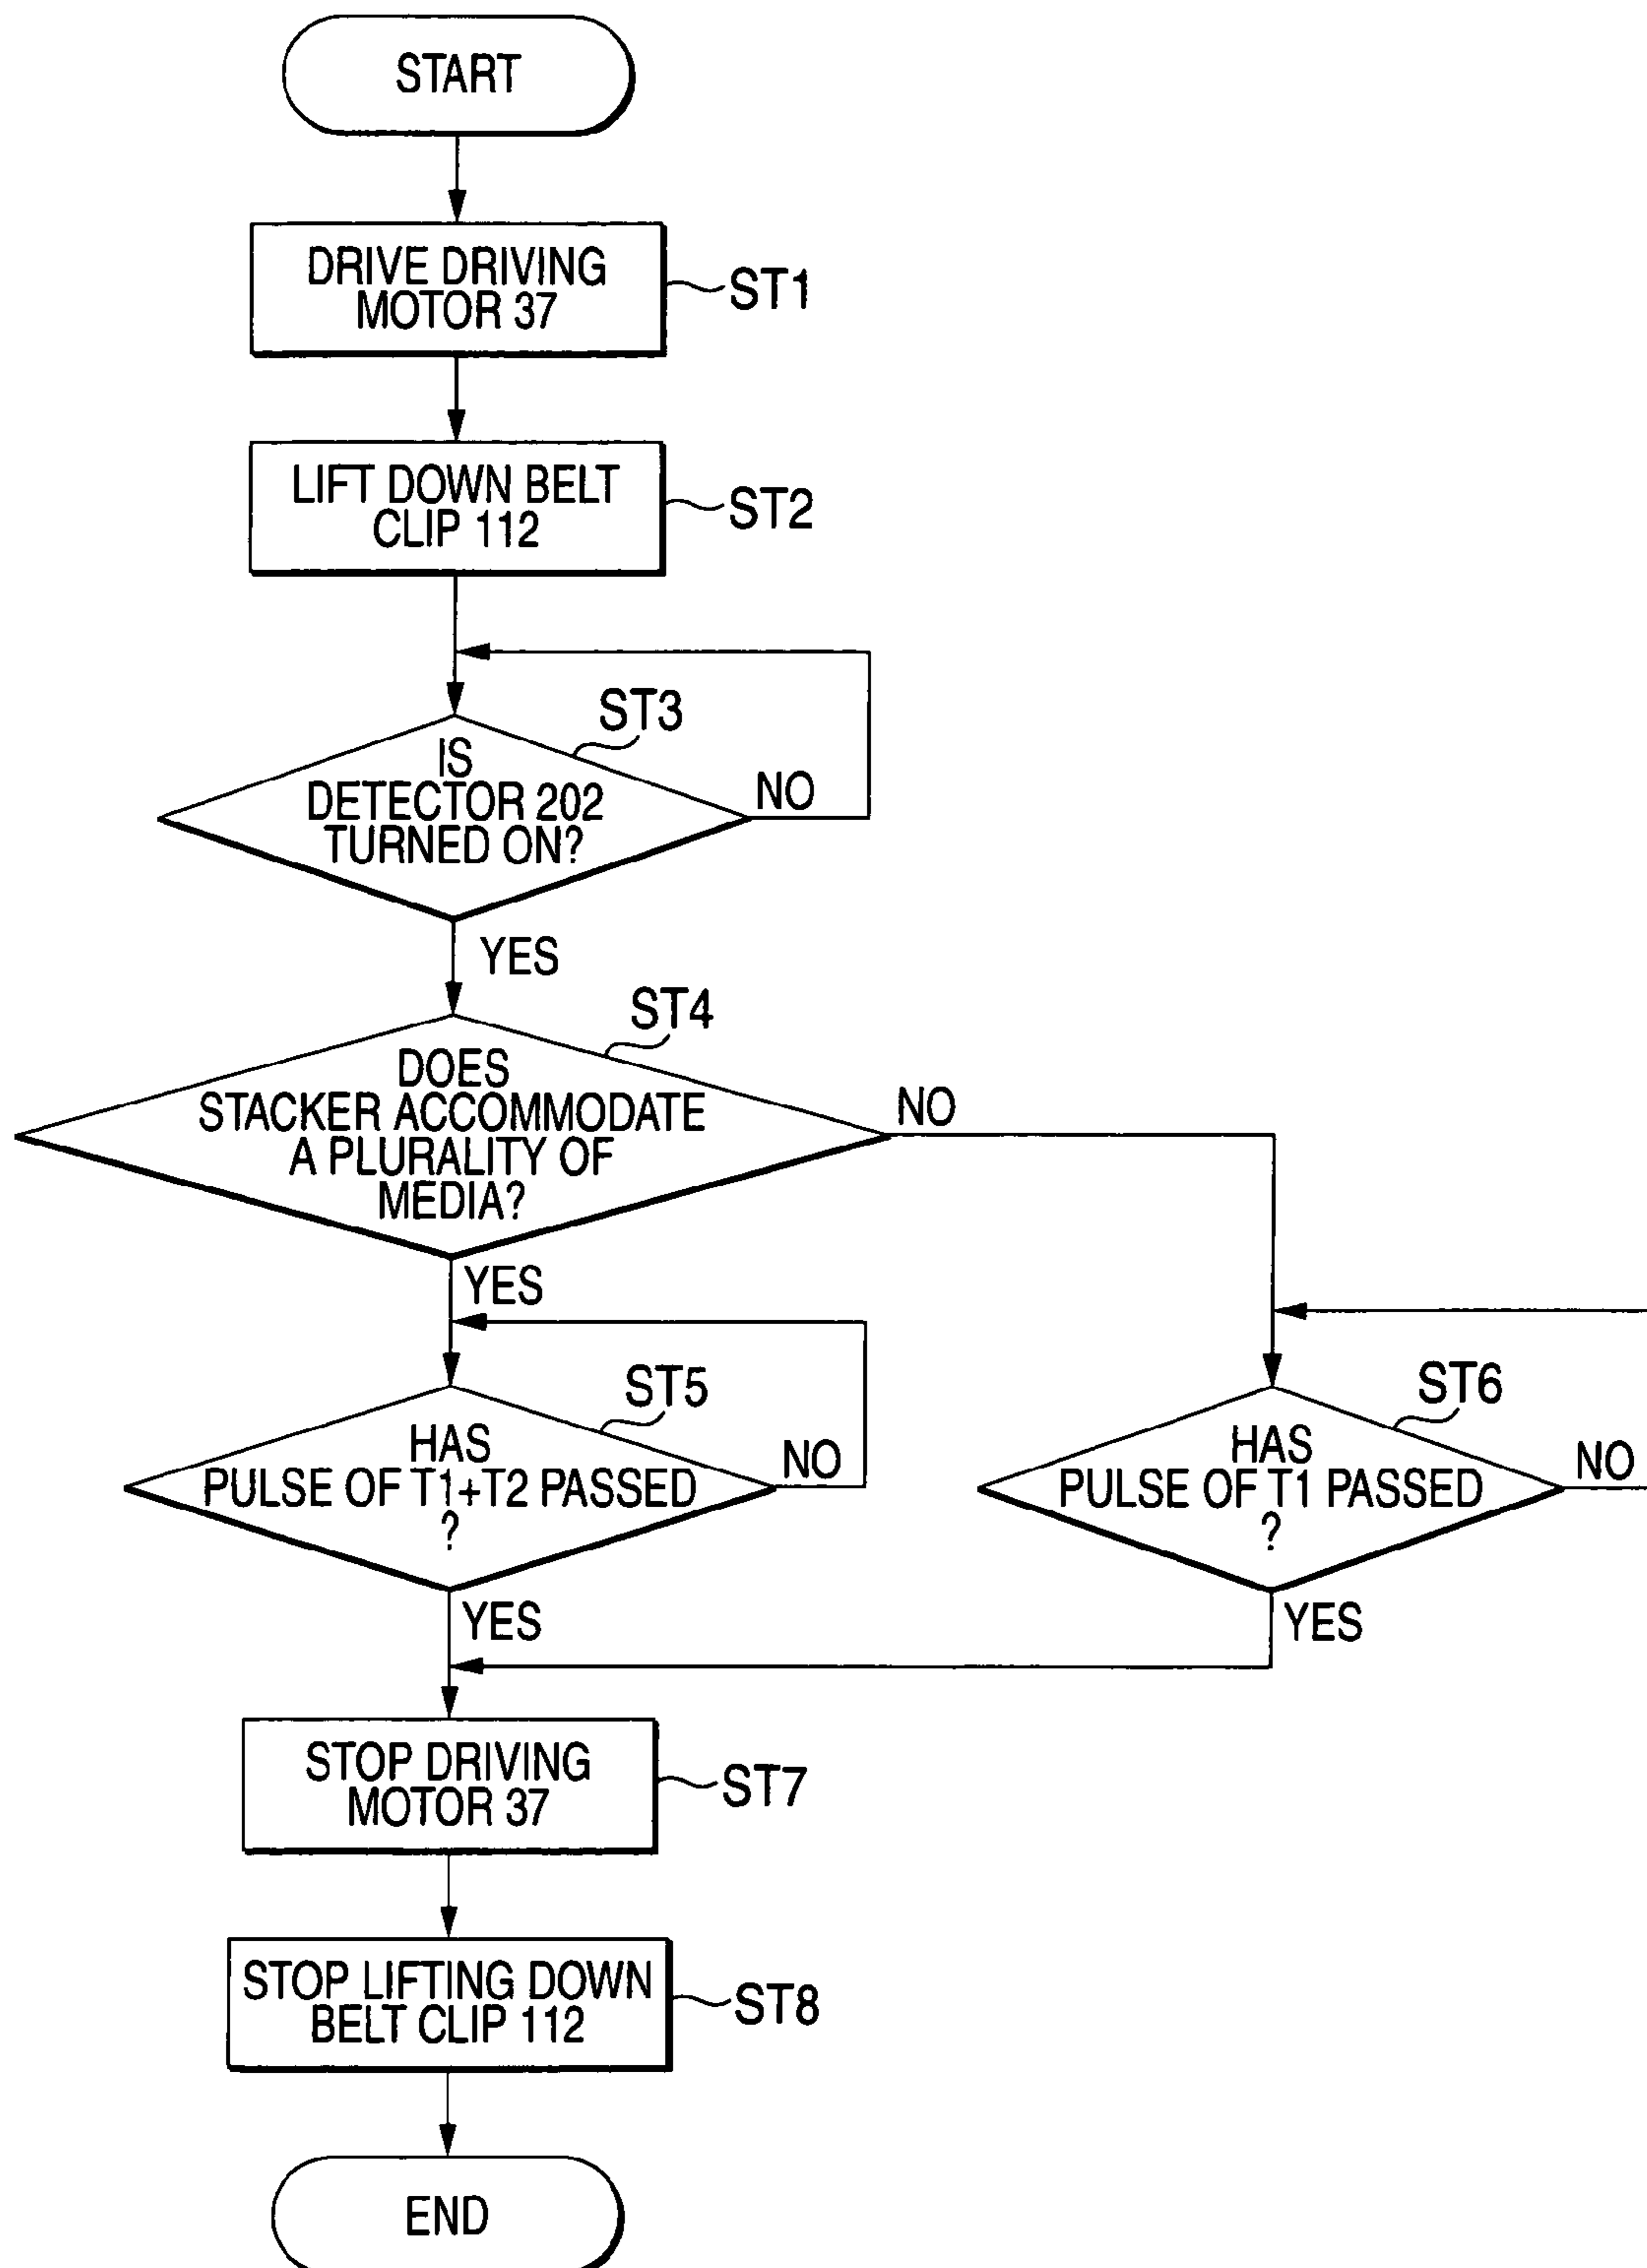 START
DRIVE DRIVING
MOTOR 37
ST1
LIFT DOWN BELT
CLIP 112
ST2
ST3
IS
DETECTOR 202
TURNED ON?
NO
YES
ST4
DOES
STACKER ACCOMMODATE
A PLURALITY OF
MEDIA?
NO
YES
ST5
HAS
PULSE OF T1+T2 PASSED
?
NO
YES
ST6
HAS
PULSE OF T1 PASSED
?
NO
YES
STOP DRIVING
MOTOR 37
ST7
STOP LIFTING DOWN
BELT CLIP 112
ST8
END